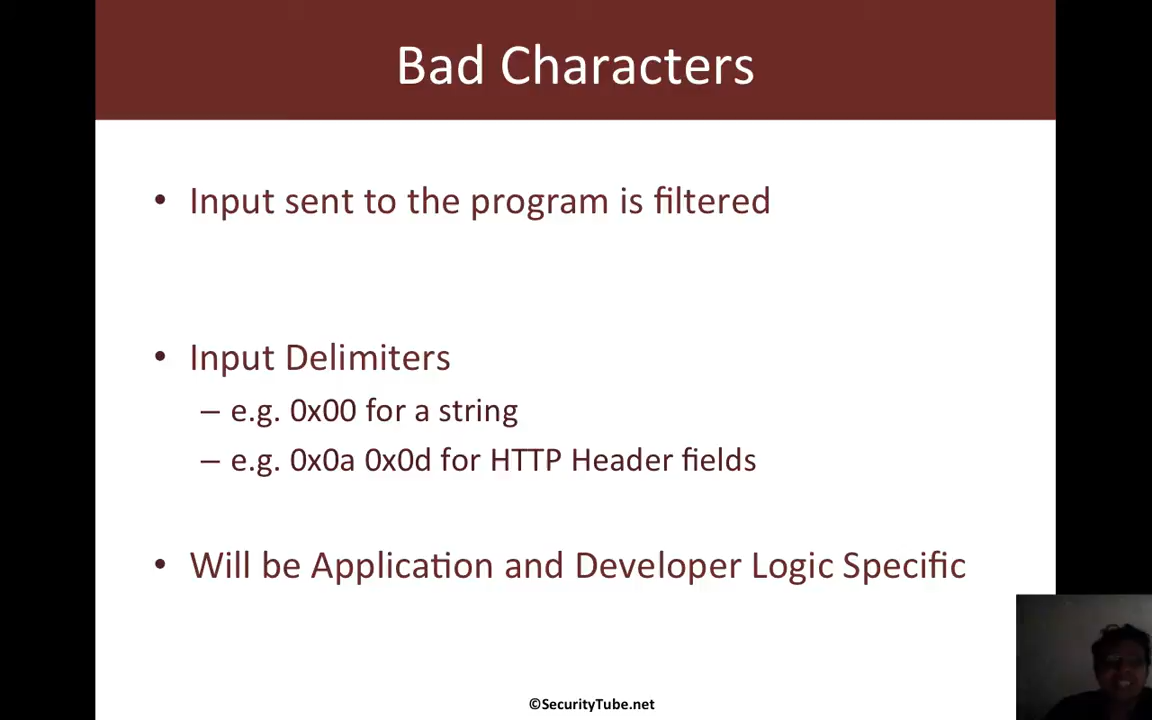 Bad Characters
• Input sent to the program is filtered
• Input Delimiters
– e.g. 0x00 for a string
– e.g. 0x0a 0x0d for HTTP Header fields
• Will be Application and Developer Logic Specific
©SecurityTube.net